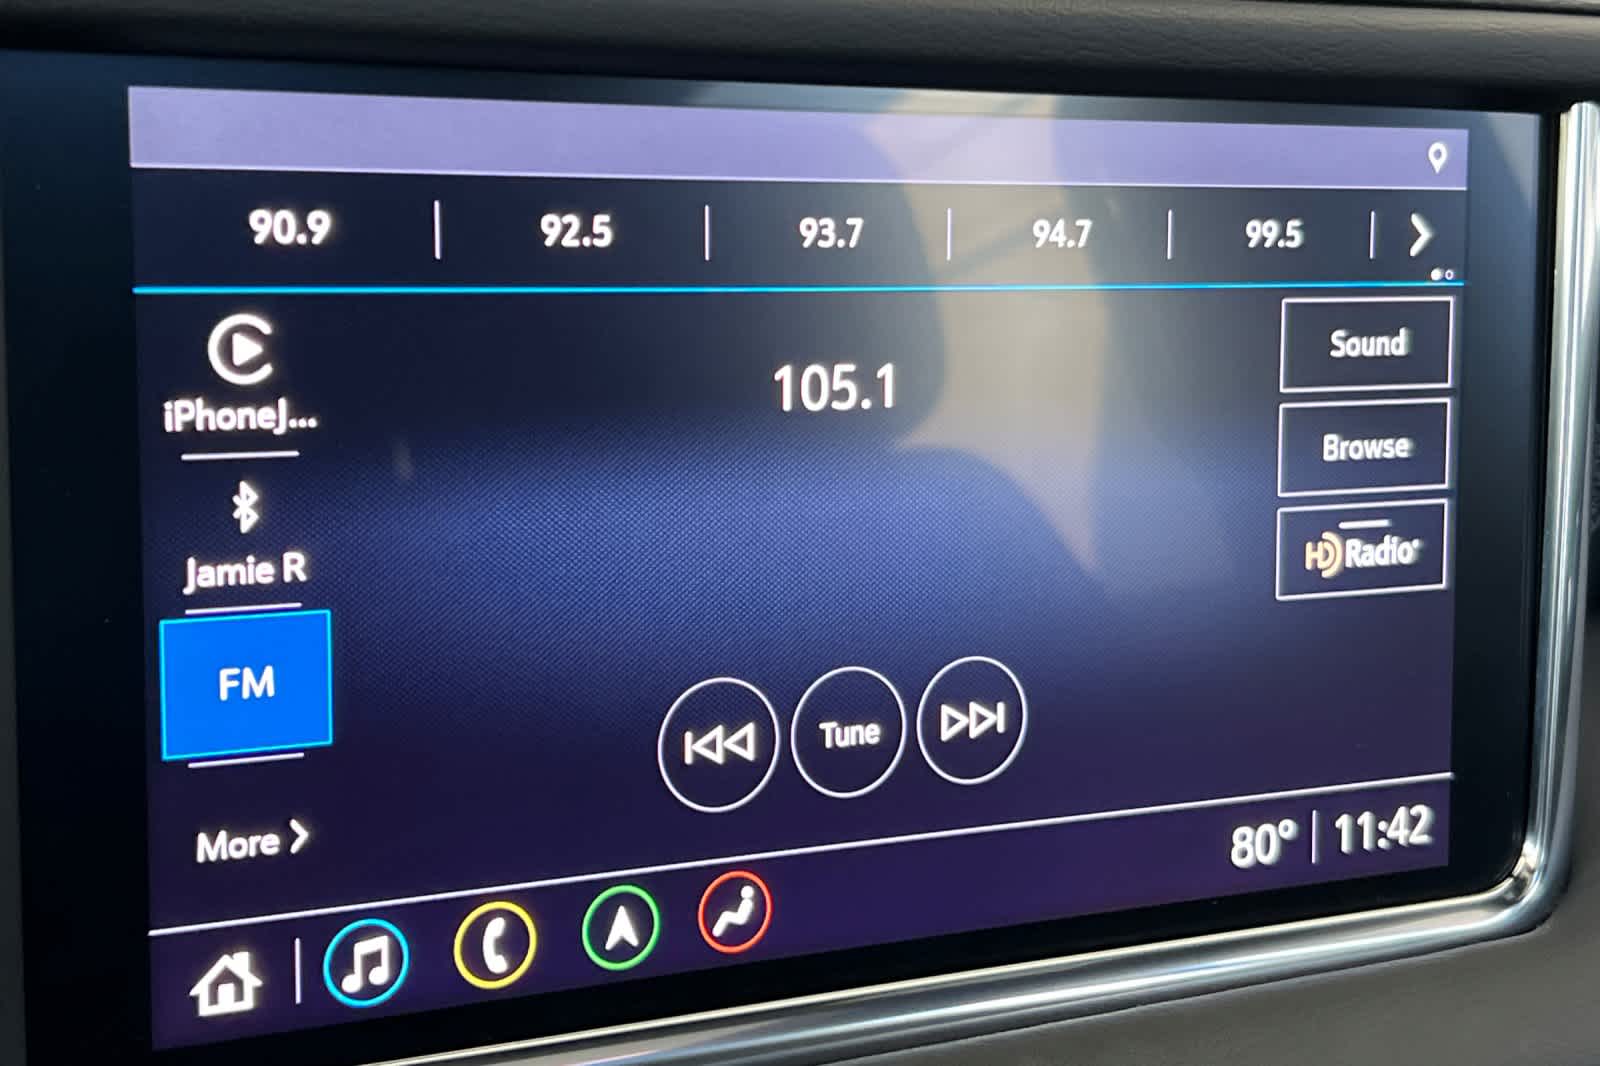 90.9 | 92.5 | 93.7 | 94.7 | 99.5
iPhoneJ...
105.1
Sound
Browse
Jamie R
HD Radio
FM
Tune
More
80° | 11:42